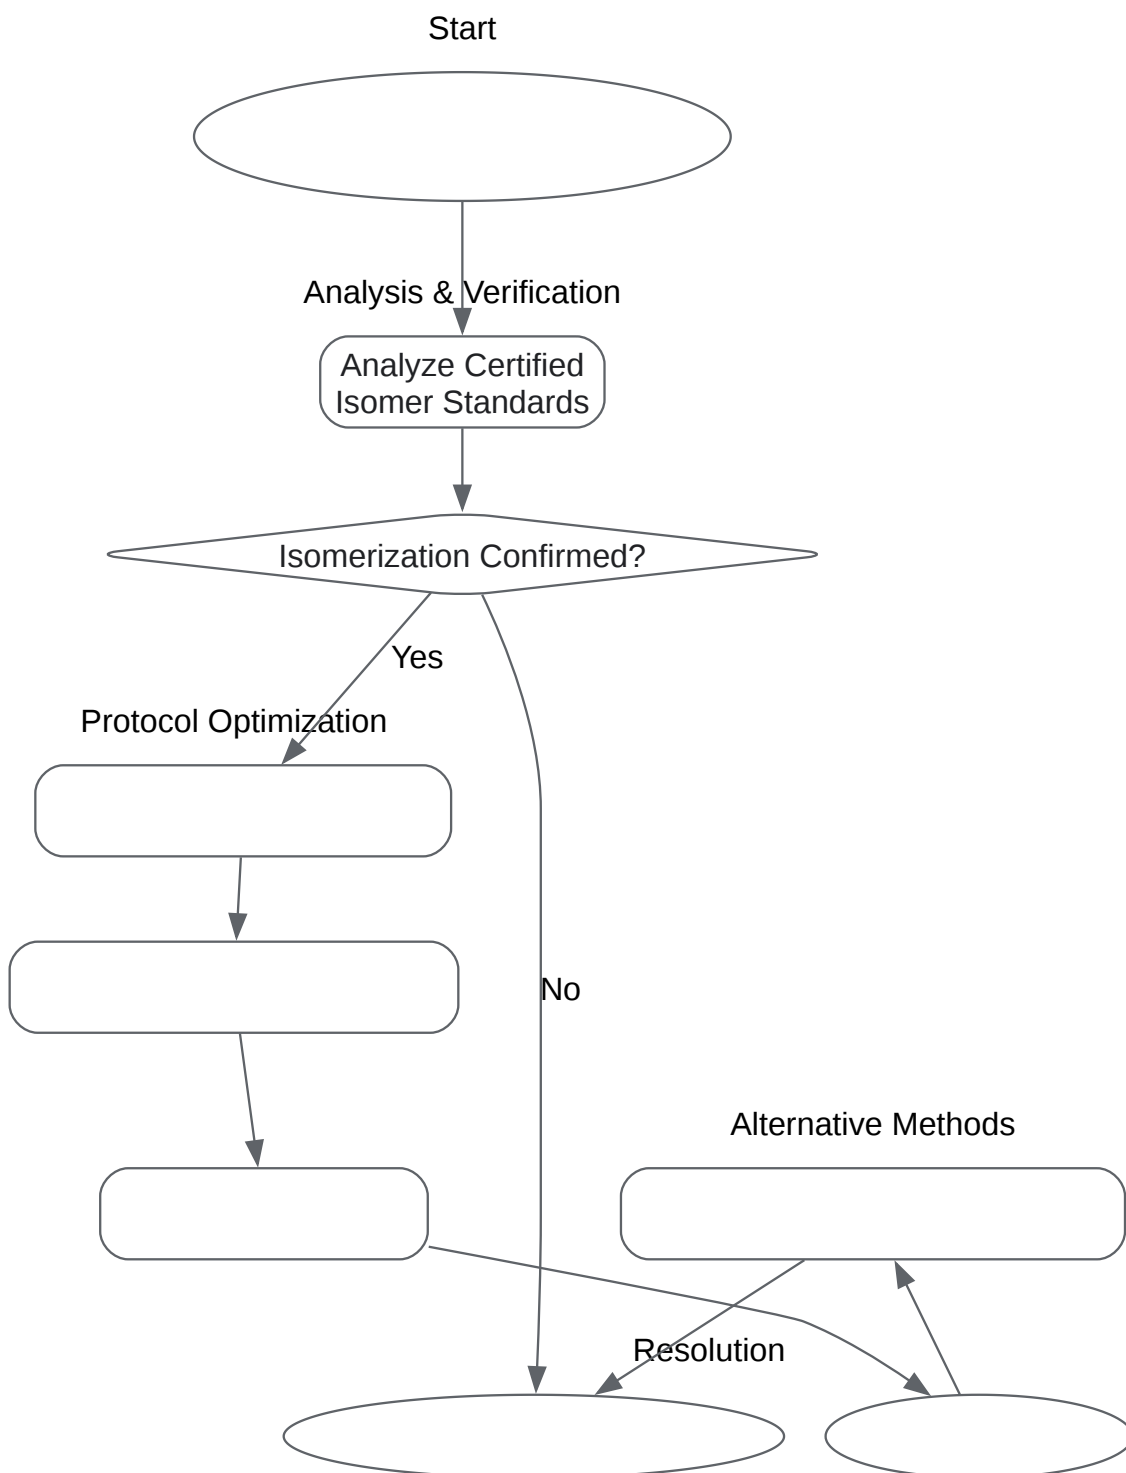 Start
Analysis & Verification
Analyze Certified
Isomer Standards
Isomerization Confirmed?
Yes
Protocol Optimization
No
Alternative Methods
Resolution